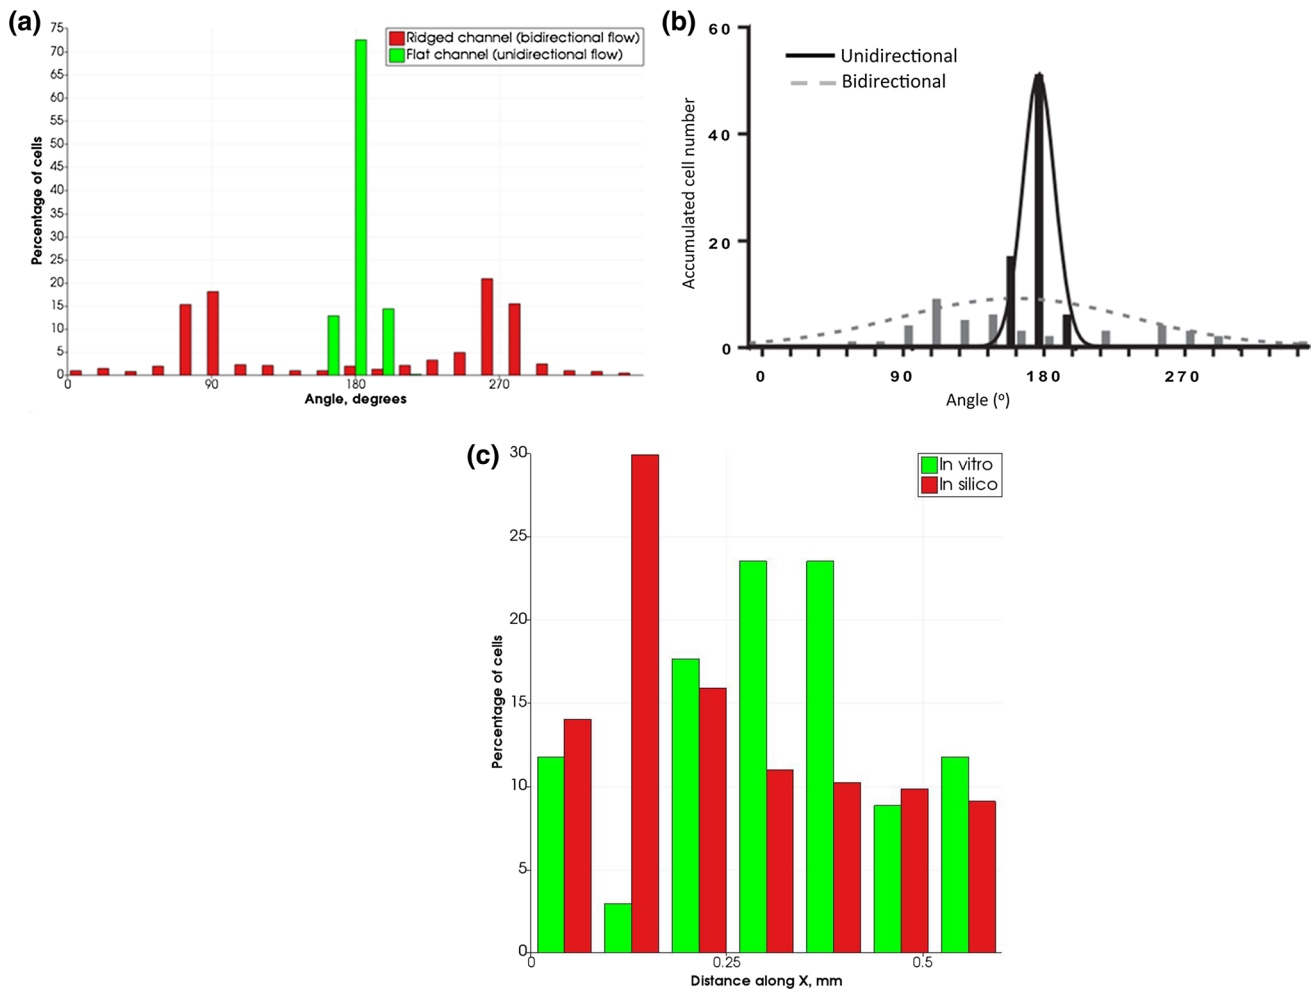 (a)
75
70
65
60
55
50
45
40
35
30
25
20
15
10
5
0
Percentage of cells
Ridged channel (bidirectional flow)
Flat channel (unidirectional flow)
0 90 180 270
Angle, degrees
(b)
60
40
20
0
Accumulated cell number
Unidirectional
Bidirectional
0 90 180 270
Angle (º)
(c)
30
25
20
15
10
5
0
Percentage of cells
In vitro
In silico
0 0.25 0.5
Distance along X, mm